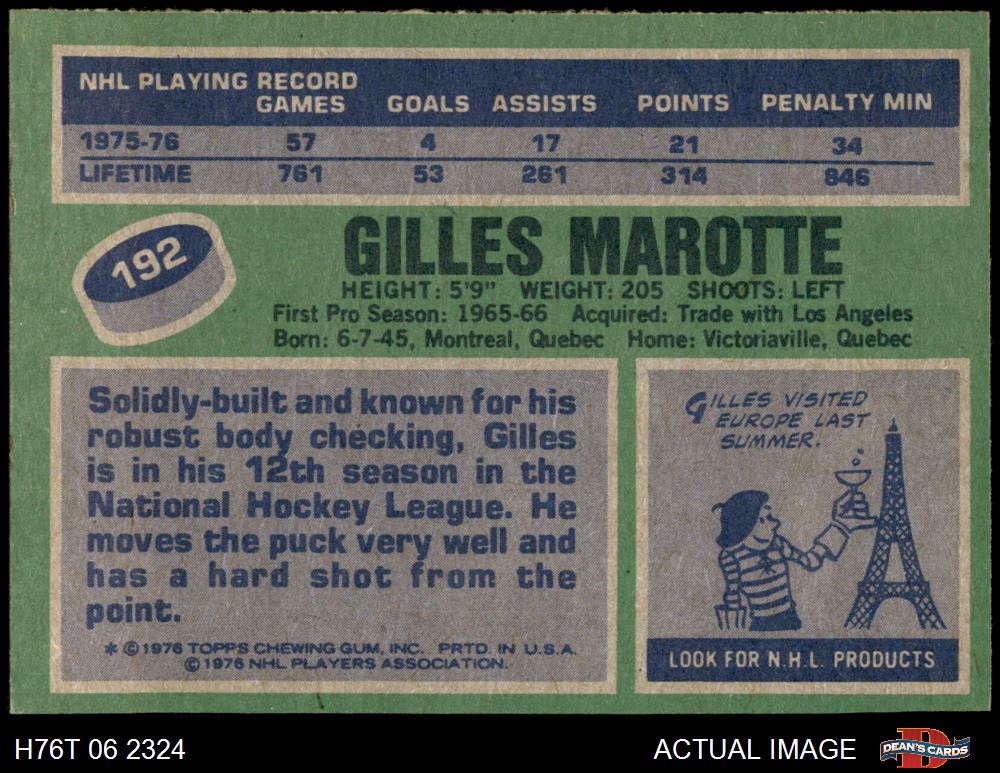 NHL PLAYING RECORD
GAMES GOALS ASSISTS POINTS PENALTY MIN
1975-76 57 4 17 21 34
LIFETIME 761 53 261 314 846
192
GILLES MAROTTE
HEIGHT: 5'9" WEIGHT: 205 SHOOTS: LEFT
First Pro Season: 1965-66 Acquired: Trade with Los Angeles
Born: 6-7-45, Montreal, Quebec Home: Victoriaville, Quebec
Solidly-built and known for his
robust body checking, Gilles
is in his 12th season in the
National Hockey League. He
moves the puck very well and
has a hard shot from the
point.
* © 1976 TOPPS CHEWING GUM, INC. PRTD. IN U.S.A.
© 1976 NHL PLAYERS ASSOCIATION.
GILLES VISITED
EUROPE LAST
SUMMER.
LOOK FOR N.H.L. PRODUCTS
H76T 06 2324
ACTUAL IMAGE
D
DEAN'S CARDS